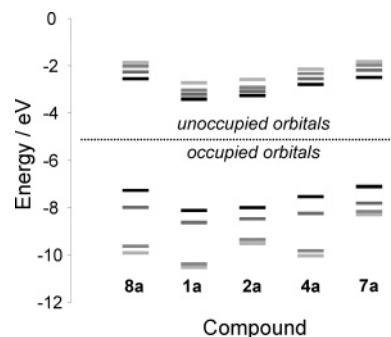 Energy / eV
0
-2
-4
-6
-8
-10
-12
unoccupied orbitals
occupied orbitals
8a 1a 2a 4a 7a
Compound